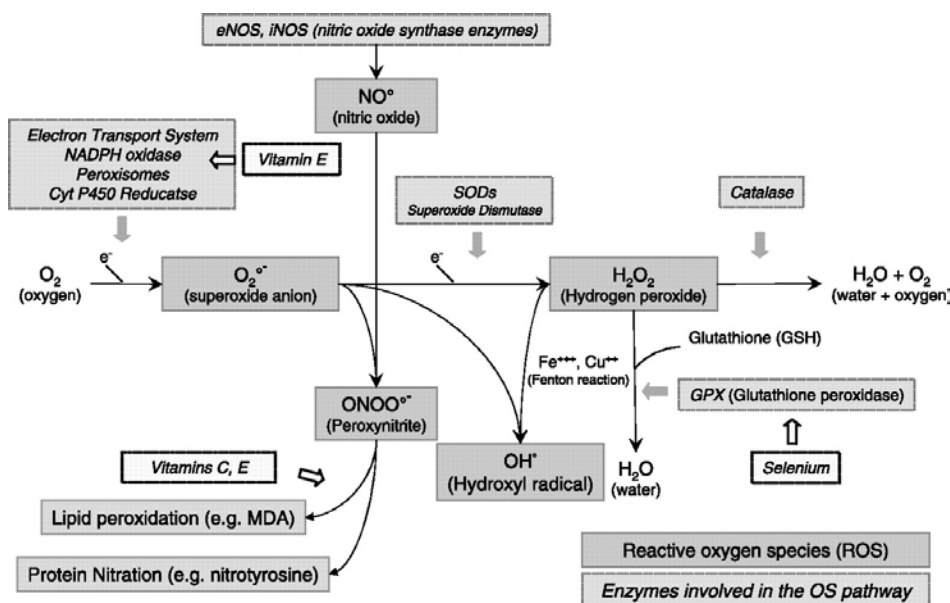 eNOS, iNOS (nitric oxide synthase enzymes)
NO°
(nitric oxide)
Electron Transport System
NADPH oxidase
Peroxisomes
Cyt P450 Reducatse
Vitamin E
SODs
Superoxide Dismutase
Catalase
O₂
(oxygen)
e⁻
O₂°⁻
(superoxide anion)
e⁻
H₂O₂
(Hydrogen peroxide)
H₂O + O₂
(water + oxygen)
Fe⁺⁺⁺, Cu⁺⁺
(Fenton reaction)
Glutathione (GSH)
GPX (Glutathione peroxidase)
ONOO°⁻
(Peroxynitrite)
Vitamins C, E
OH°
(Hydroxyl radical)
H₂O
(water)
Selenium
Lipid peroxidation (e.g. MDA)
Protein Nitration (e.g. nitrotyrosine)
Reactive oxygen species (ROS)
Enzymes involved in the OS pathway